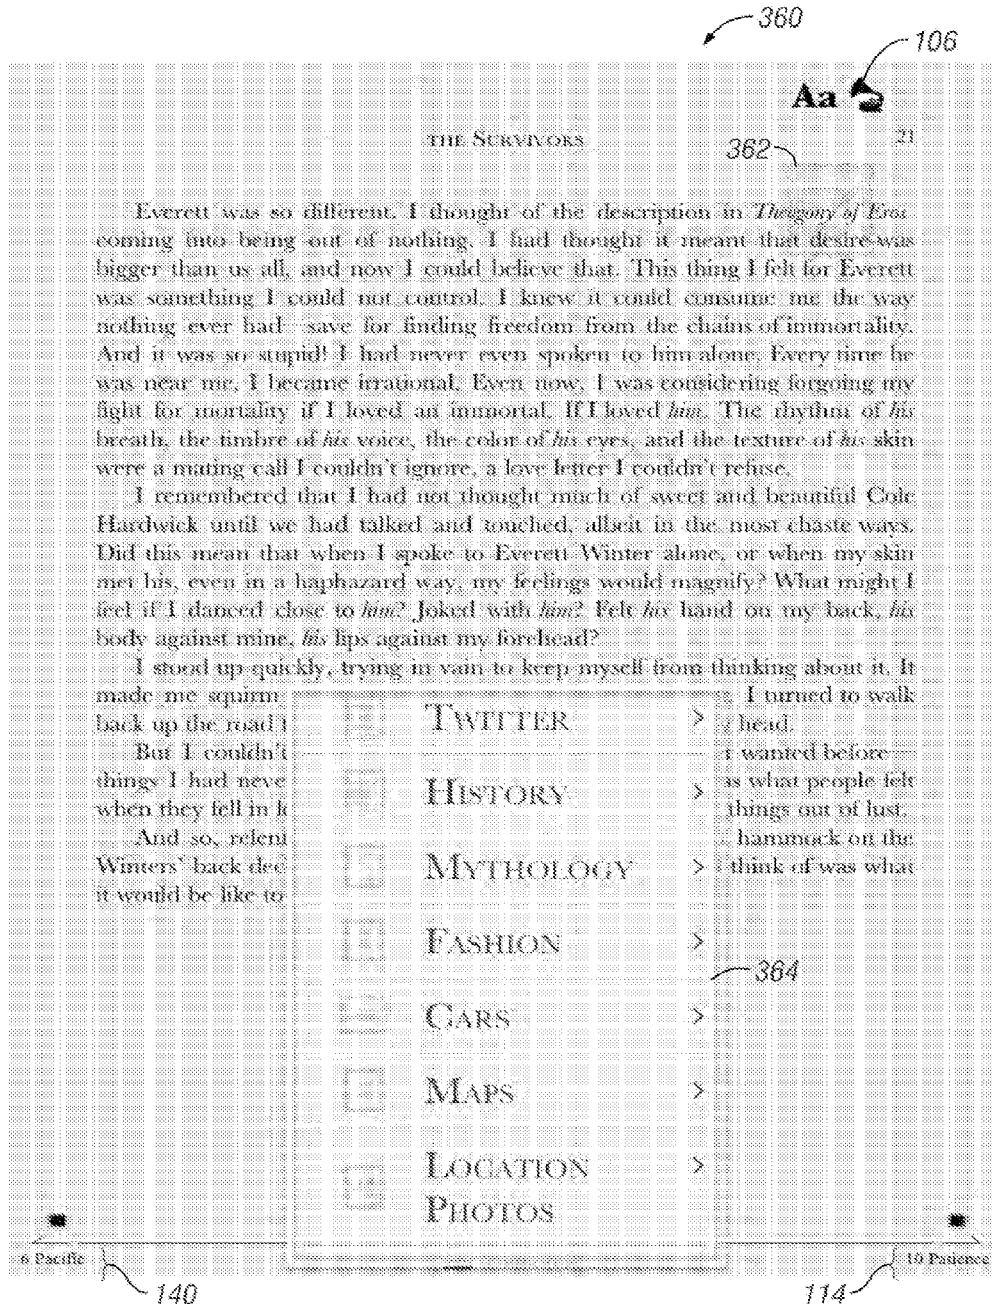 360
106
Aa
THE SURVIVORS
362
21
Everett was so different. I thought of the description in Theogony of Eros
coming into being out of nothing. I had thought it meant that desire was
bigger than us all, and now I could believe that. This thing I felt for Everett
was something I could not control. I knew it could consume me the way
nothing ever had save for finding freedom from the chains of immortality.
And it was so stupid! I had never even spoken to him alone. Every time he
was near me, I became irrational. Even now, I was considering forgoing my
fight for mortality if I loved an immortal. If I loved him. The rhythm of his
breath, the timbre of his voice, the color of his eyes, and the texture of his skin
were a mating call I couldn't ignore, a love letter I couldn't refuse.
I remembered that I had not thought much of sweet and beautiful Cole
Hardwick until we had talked and touched, albeit in the most chaste ways.
Did this mean that when I spoke to Everett Winter alone, or when my skin
met his, even in a haphazard way, my feelings would magnify? What might I
feel if I danced close to him? Joked with him? Felt his hand on my back, his
body against mine, his lips against my forehead?
I stood up quickly, trying in vain to keep myself from thinking about it. It
made me squirm I turned to walk
TWITTER >
back up the road t head.
But I couldn't t wanted before—
things I had neve as what people felt
HISTORY >
when they fell in lo things out of lust.
And so, relent hammock on the
Winters' back dec think of was what
MYTHOLOGY >
it would be like to
FASHION >
364
CARS >
MAPS >
LOCATION >
PHOTOS
6 Pacific
10 Patience
140
114